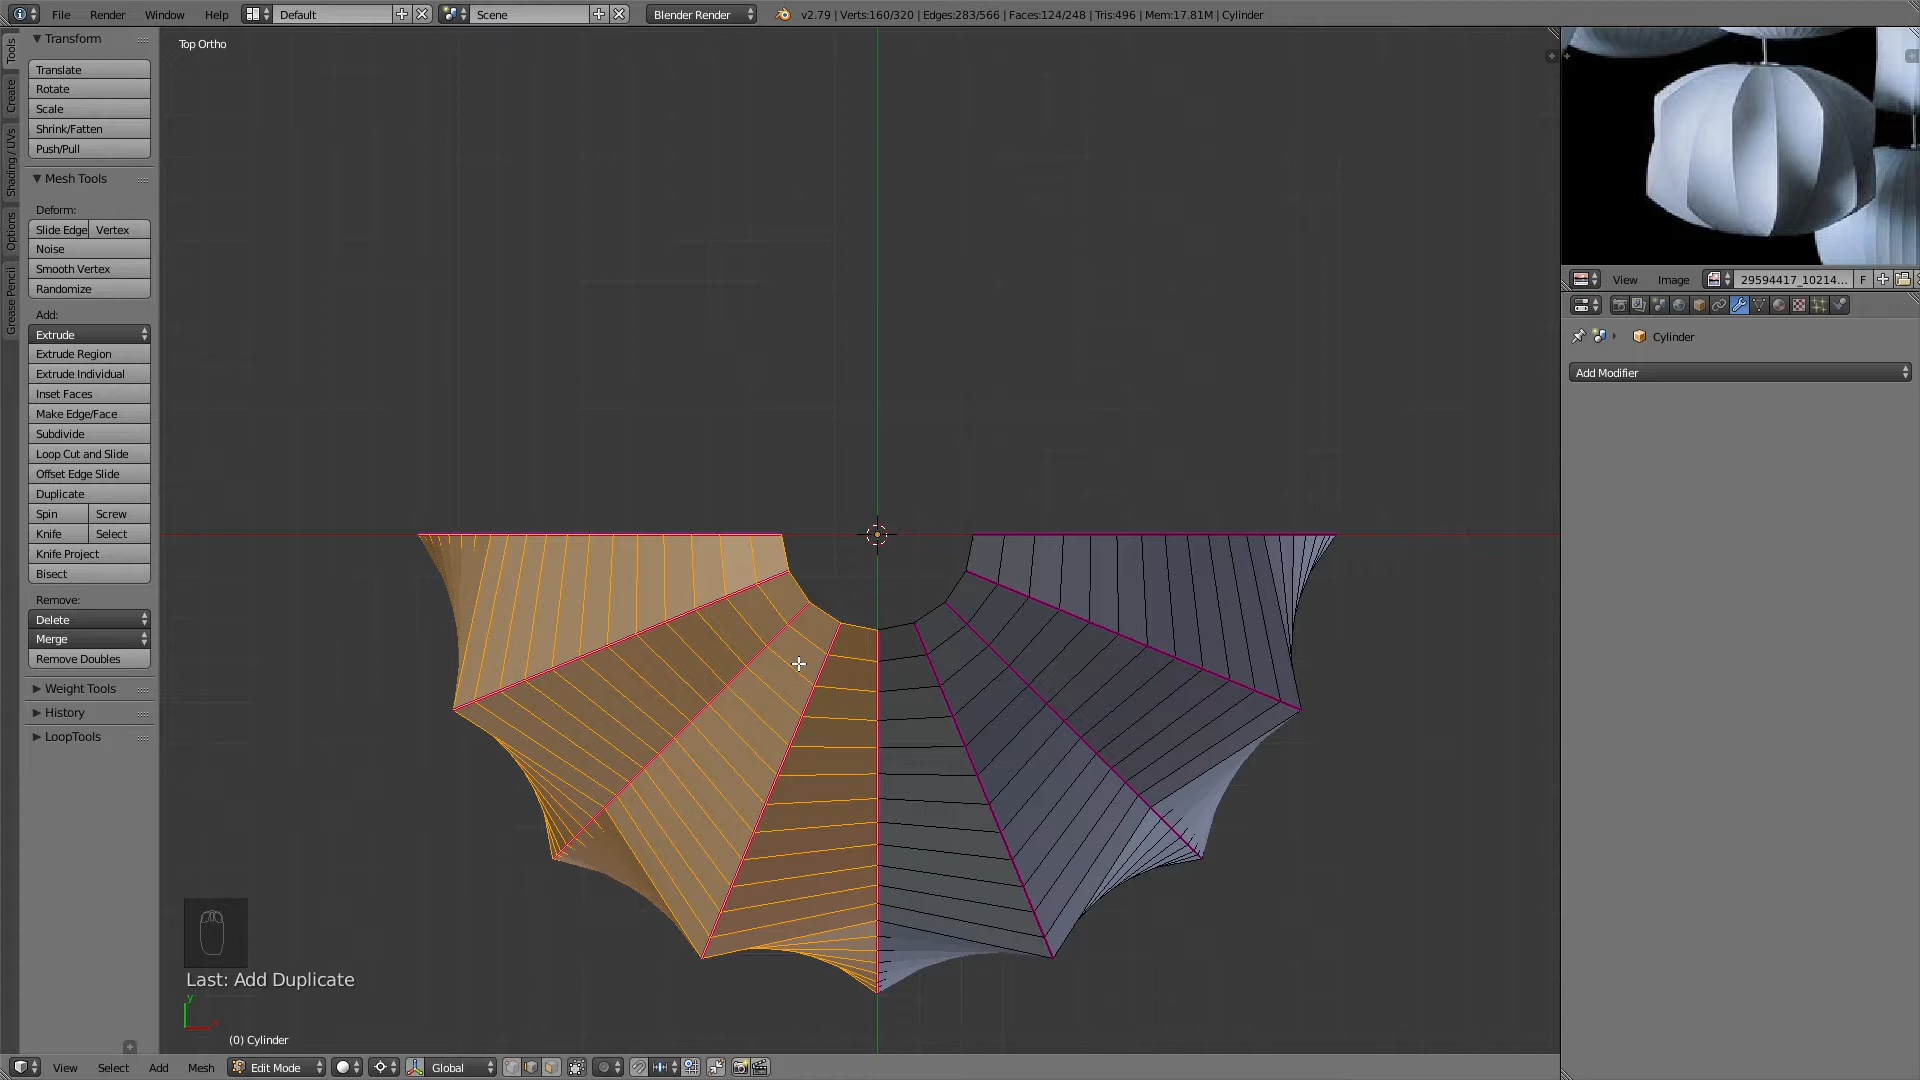 File Render Window Help Default Scene Blender Render v2.79 | Verts:160/320 | Edges:283/566 | Faces:124/248 | Tris:496 | Mem:17.81M | Cylinder
Tools
Create
Shading / UVs
Options
Grease Pencil
Transform
Translate
Rotate
Scale
Shrink/Fatten
Push/Pull
Mesh Tools
Deform:
Slide Edge Vertex
Noise
Smooth Vertex
Randomize
Add:
Extrude
Extrude Region
Extrude Individual
Inset Faces
Make Edge/Face
Subdivide
Loop Cut and Slide
Offset Edge Slide
Duplicate
Spin Screw
Knife Select
Knife Project
Bisect
Remove:
Delete
Merge
Remove Doubles
Weight Tools
History
LoopTools
Top Ortho
Last: Add Duplicate
y
x
(0) Cylinder
View Select Add Mesh Edit Mode Global
View Image 29594417_10214... F
Cylinder
Add Modifier